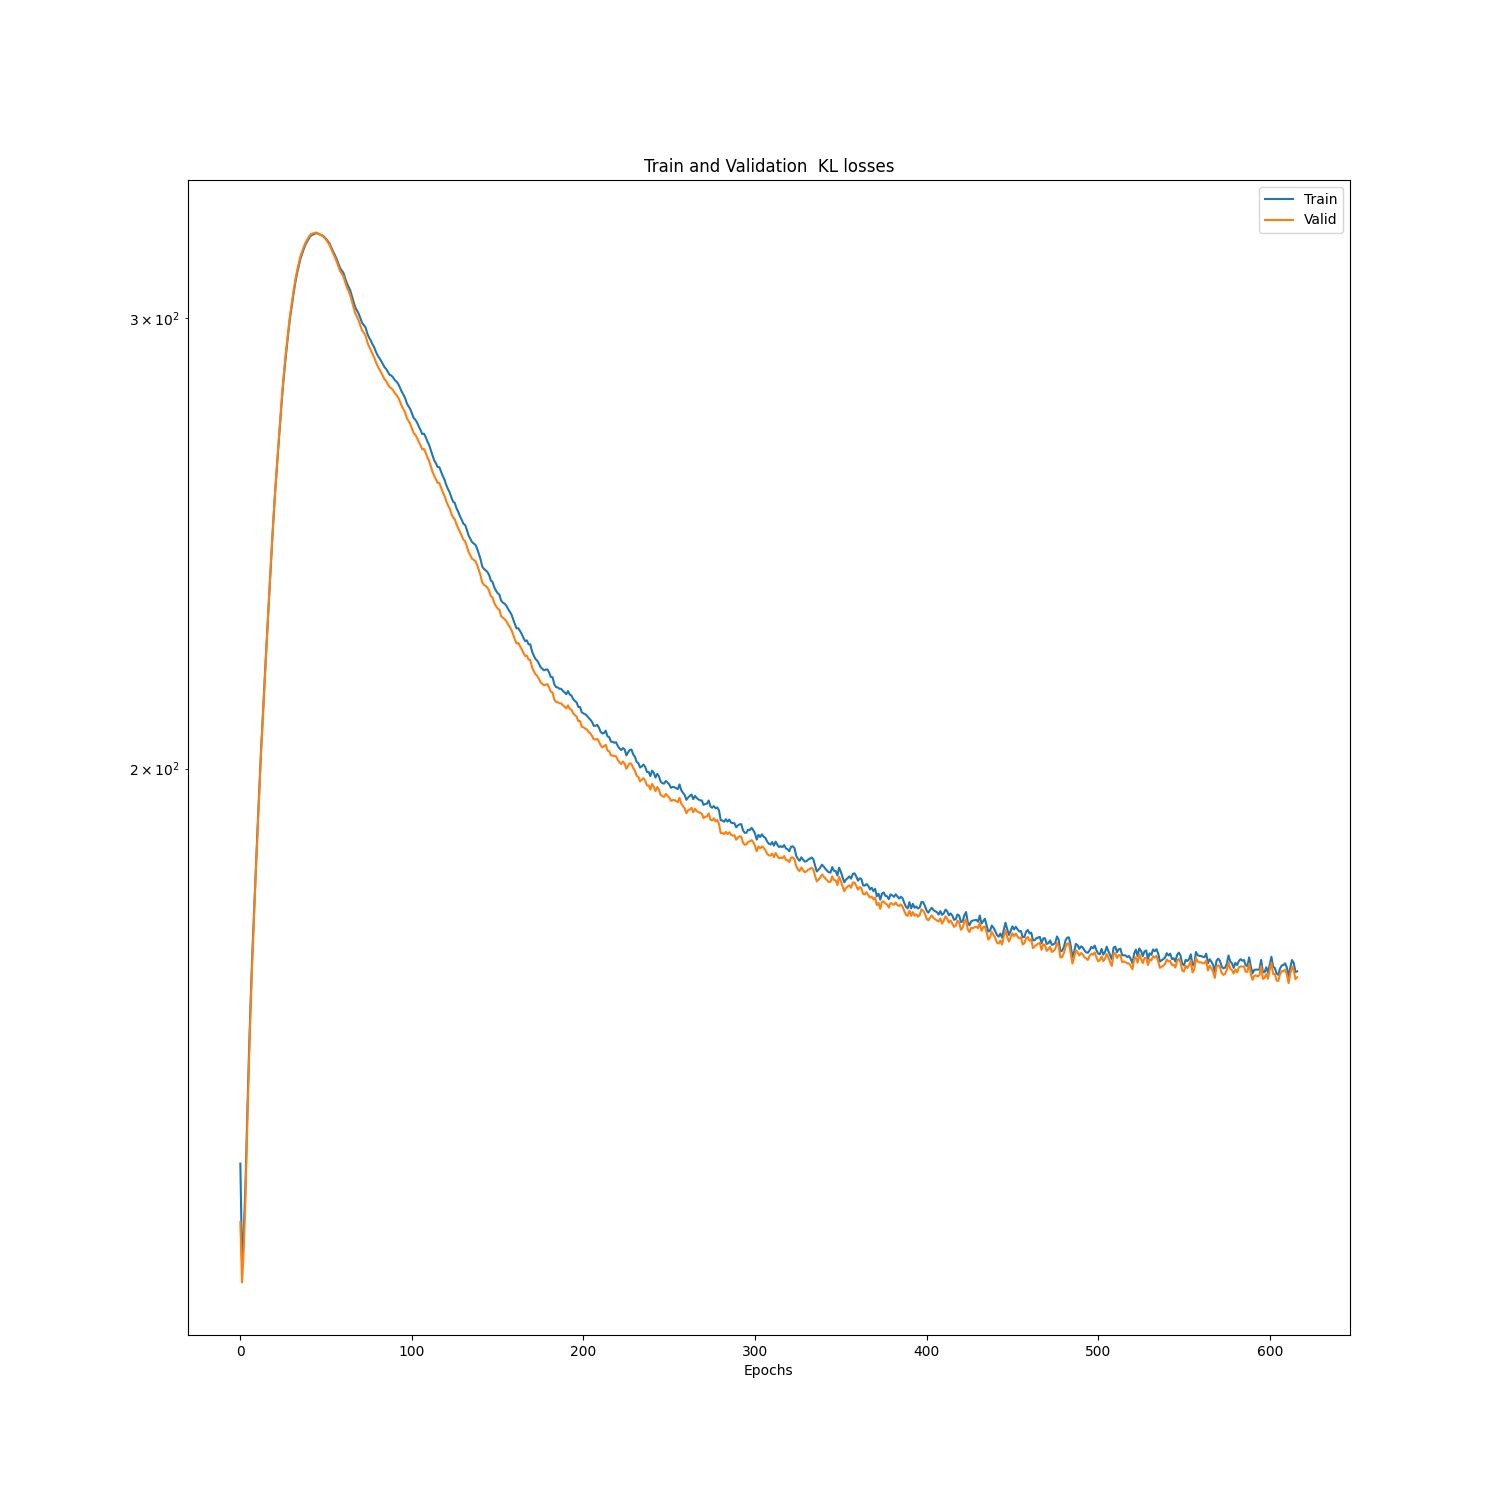 Train and Validation  KL losses
Train
Valid
3 × 10²
2 × 10²
0 100 200 300 400 500 600
Epochs